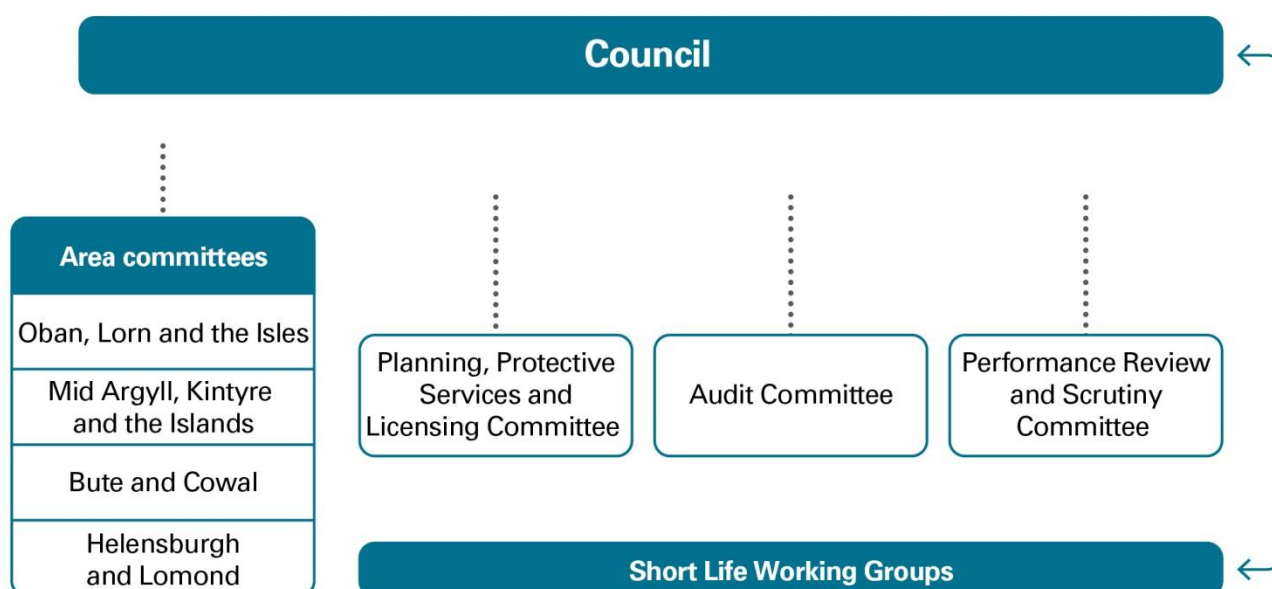 Council
Area committees
Oban, Lorn and the Isles
Mid Argyll, Kintyre
and the Islands
Bute and Cowal
Helensburgh
and Lomond
Planning, Protective
Services and
Licensing Committee
Audit Committee
Performance Review
and Scrutiny
Committee
Short Life Working Groups